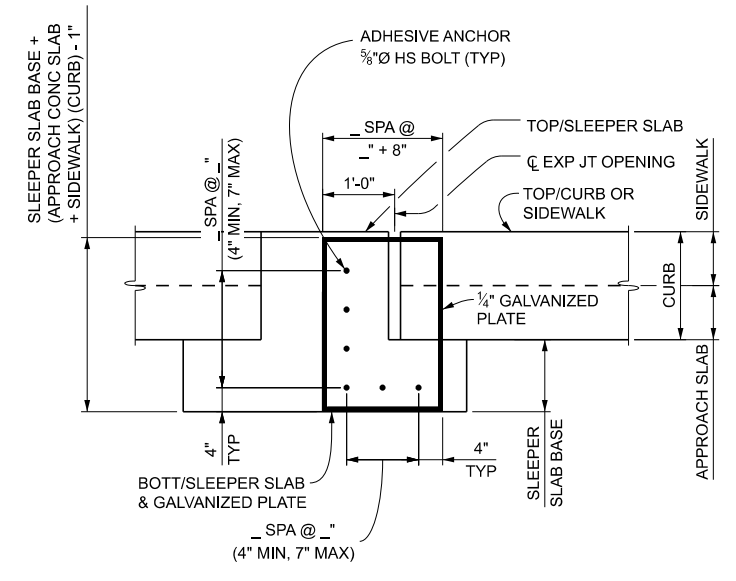 SLEEPER SLAB BASE +
(APPROACH CONC SLAB
+ SIDEWALK) (CURB) - 1"
_ SPA @ _"
(4" MIN, 7" MAX)
ADHESIVE ANCHOR
⅝"Ø HS BOLT (TYP)
_ SPA @
_" + 8"
1'-0"
TOP/SLEEPER SLAB
℄ EXP JT OPENING
TOP/CURB OR
SIDEWALK
SIDEWALK
CURB
¼" GALVANIZED
PLATE
APPROACH SLAB
SLEEPER
SLAB BASE
4"
TYP
4"
TYP
BOTT/SLEEPER SLAB
& GALVANIZED PLATE
_ SPA @ _"
(4" MIN, 7" MAX)